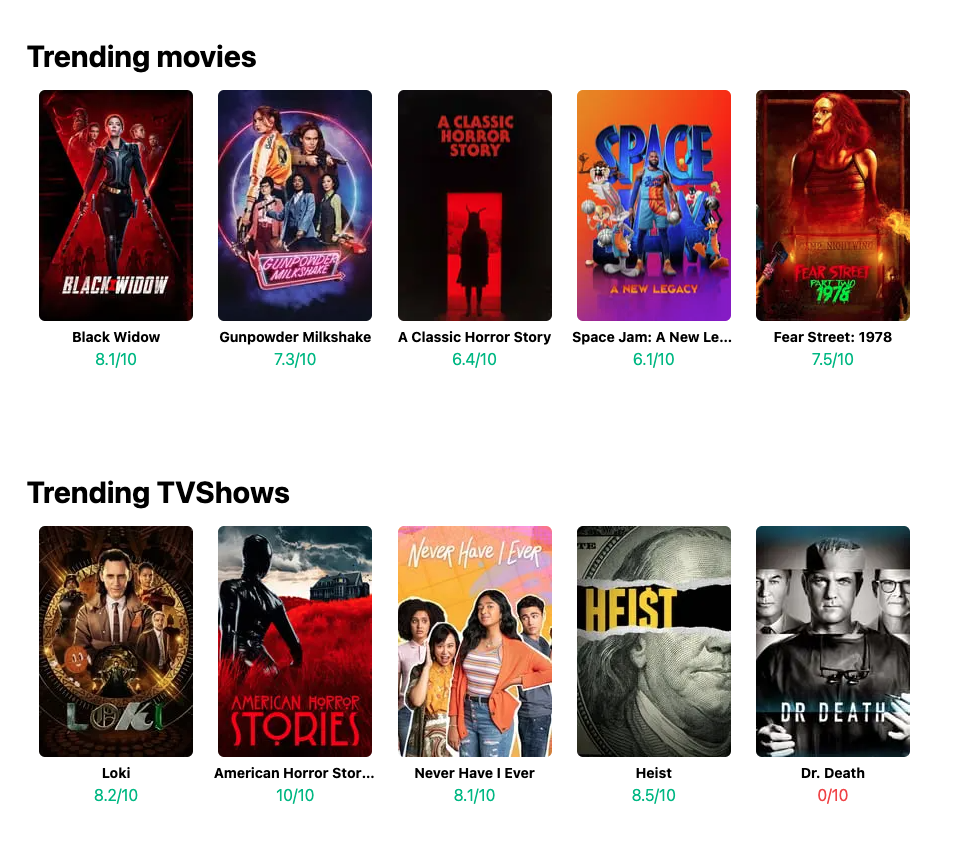 Trending movies
BLACK WIDOW
GUNPOWDER
MILKSHAKE
A CLASSIC
HORROR
STORY
SPACE
JAM
A NEW LEGACY
CAMP NIGHTWING
FEAR STREET
PART TWO
1978
Black Widow
Gunpowder Milkshake
A Classic Horror Story
Space Jam: A New Le...
Fear Street: 1978
8.1/10
7.3/10
6.4/10
6.1/10
7.5/10
Trending TVShows
LOKI
AMERICAN HORROR
STORIES
Never Have I Ever
HEI$T
DR DEATH
Loki
American Horror Stor...
Never Have I Ever
Heist
Dr. Death
8.2/10
10/10
8.1/10
8.5/10
0/10